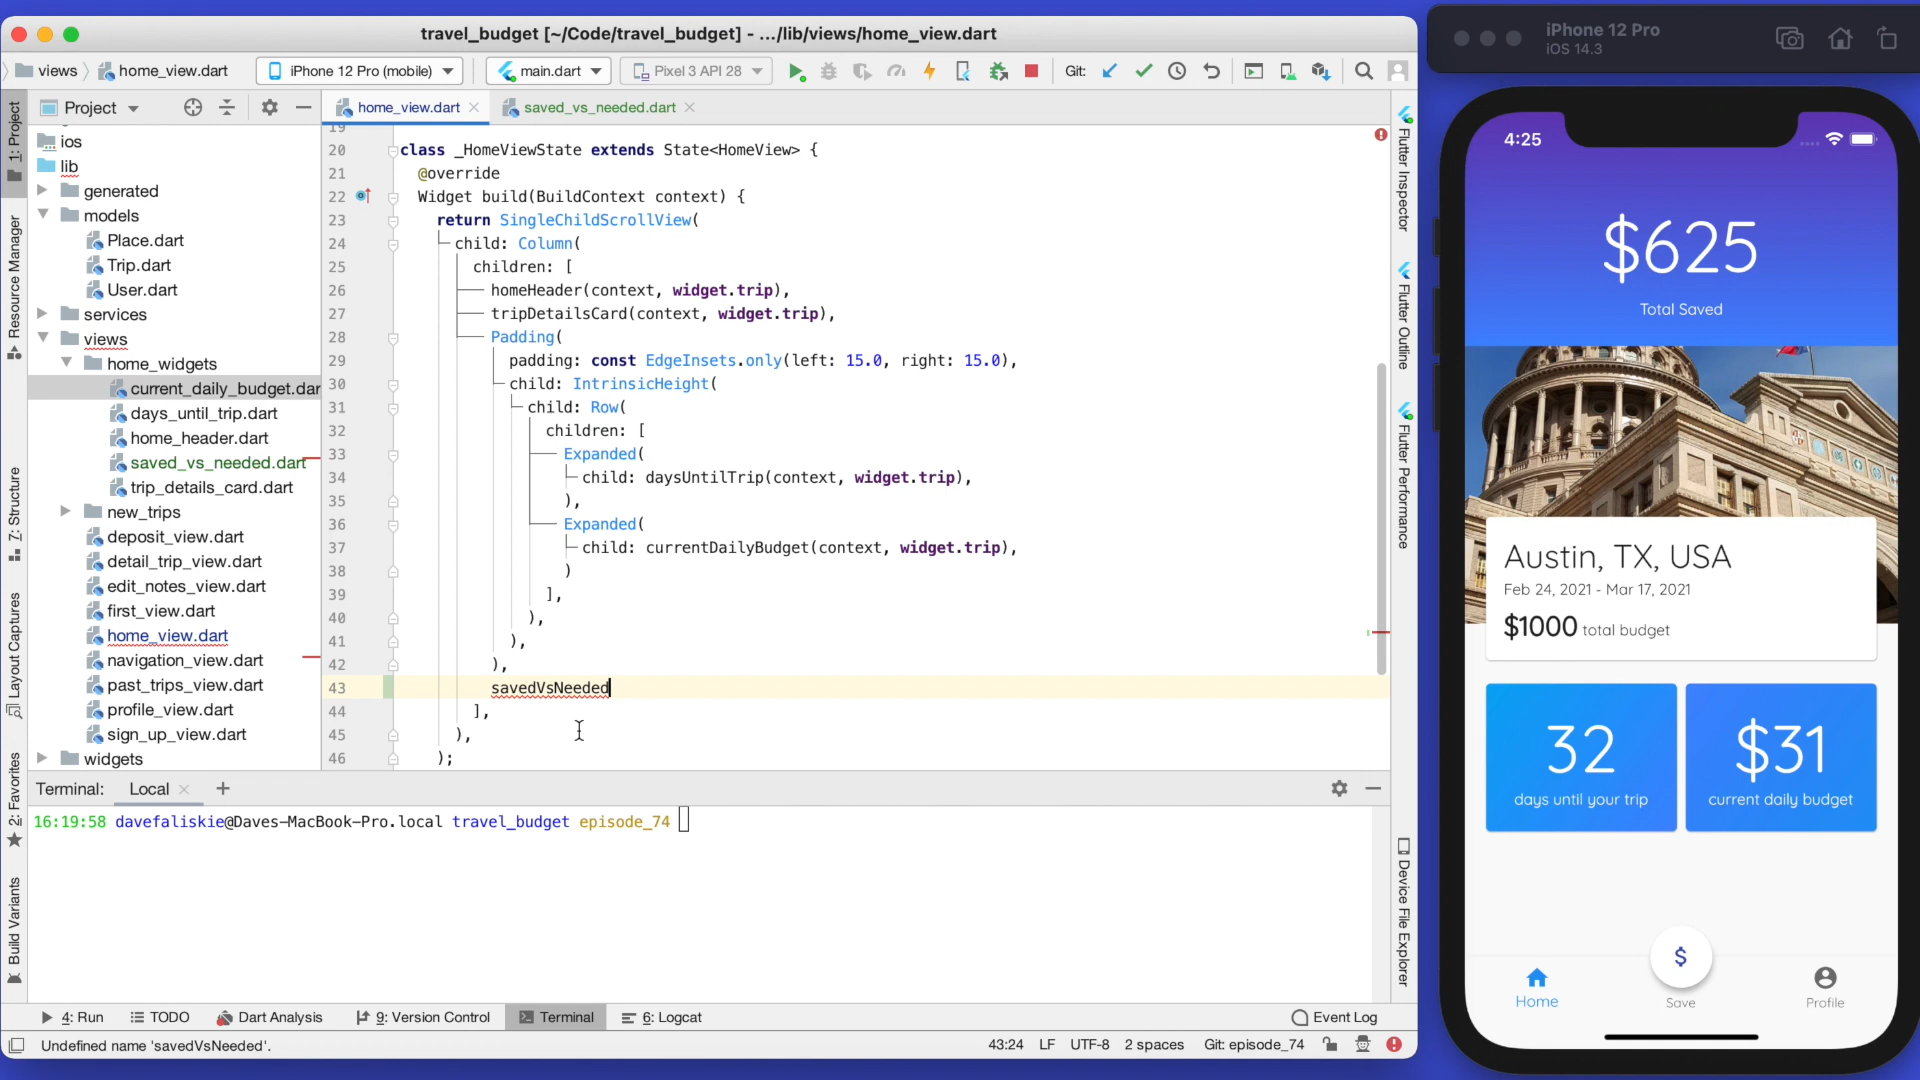 travel_budget [~/Code/travel_budget] - .../lib/views/home_view.dart
views home_view.dart iPhone 12 Pro (mobile) main.dart Pixel 3 API 28 Git:
1: Project
Resource Manager
7: Structure
Layout Captures
2: Favorites
Build Variants
Project
ios
lib
generated
models
Place.dart
Trip.dart
User.dart
services
views
home_widgets
current_daily_budget.dar
days_until_trip.dart
home_header.dart
saved_vs_needed.dart
trip_details_card.dart
new_trips
deposit_view.dart
detail_trip_view.dart
edit_notes_view.dart
first_view.dart
home_view.dart
navigation_view.dart
past_trips_view.dart
profile_view.dart
sign_up_view.dart
widgets
home_view.dart saved_vs_needed.dart
19
20 class _HomeViewState extends State<HomeView> {
21 @override
22 Widget build(BuildContext context) {
23 return SingleChildScrollView(
24 child: Column(
25 children: [
26 homeHeader(context, widget.trip),
27 tripDetailsCard(context, widget.trip),
28 Padding(
29 padding: const EdgeInsets.only(left: 15.0, right: 15.0),
30 child: IntrinsicHeight(
31 child: Row(
32 children: [
33 Expanded(
34 child: daysUntilTrip(context, widget.trip),
35 ),
36 Expanded(
37 child: currentDailyBudget(context, widget.trip),
38 )
39 ],
40 ),
41 ),
42 ),
43 savedVsNeeded
44 ],
45 ),
46 );
Flutter Inspector
Flutter Outline
Flutter Performance
Device File Explorer
Terminal: Local +
16:19:58 davefaliskie@Daves-MacBook-Pro.local travel_budget episode_74
4: Run TODO Dart Analysis 9: Version Control Terminal 6: Logcat Event Log
Undefined name 'savedVsNeeded'. 43:24 LF UTF-8 2 spaces Git: episode_74
iPhone 12 Pro
iOS 14.3
4:25
$625
Total Saved
Austin, TX, USA
Feb 24, 2021 - Mar 17, 2021
$1000 total budget
32
days until your trip
$31
current daily budget
$
Home Save Profile